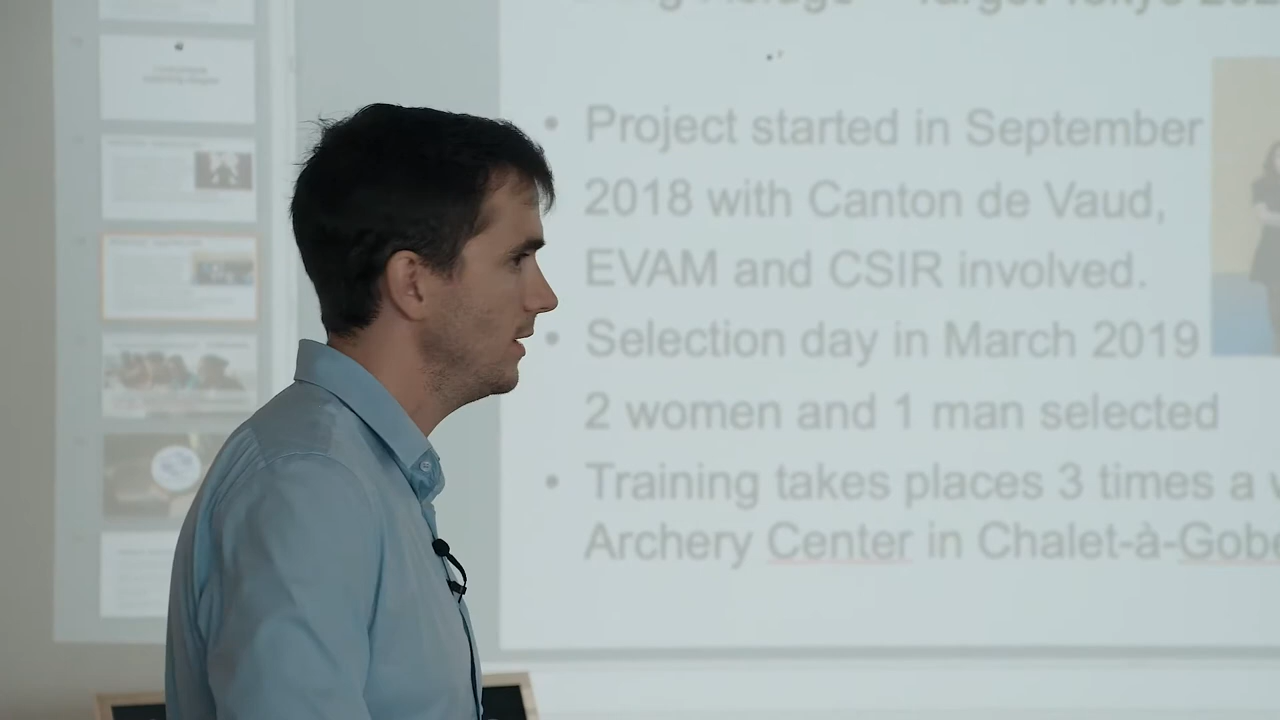 Project started in September
2018 with Canton de Vaud,
EVAM and CSIR involved.
Selection day in March 2019
2 women and 1 man selected
Training takes places 3 times a
Archery Center in Chalet-à-Gobe